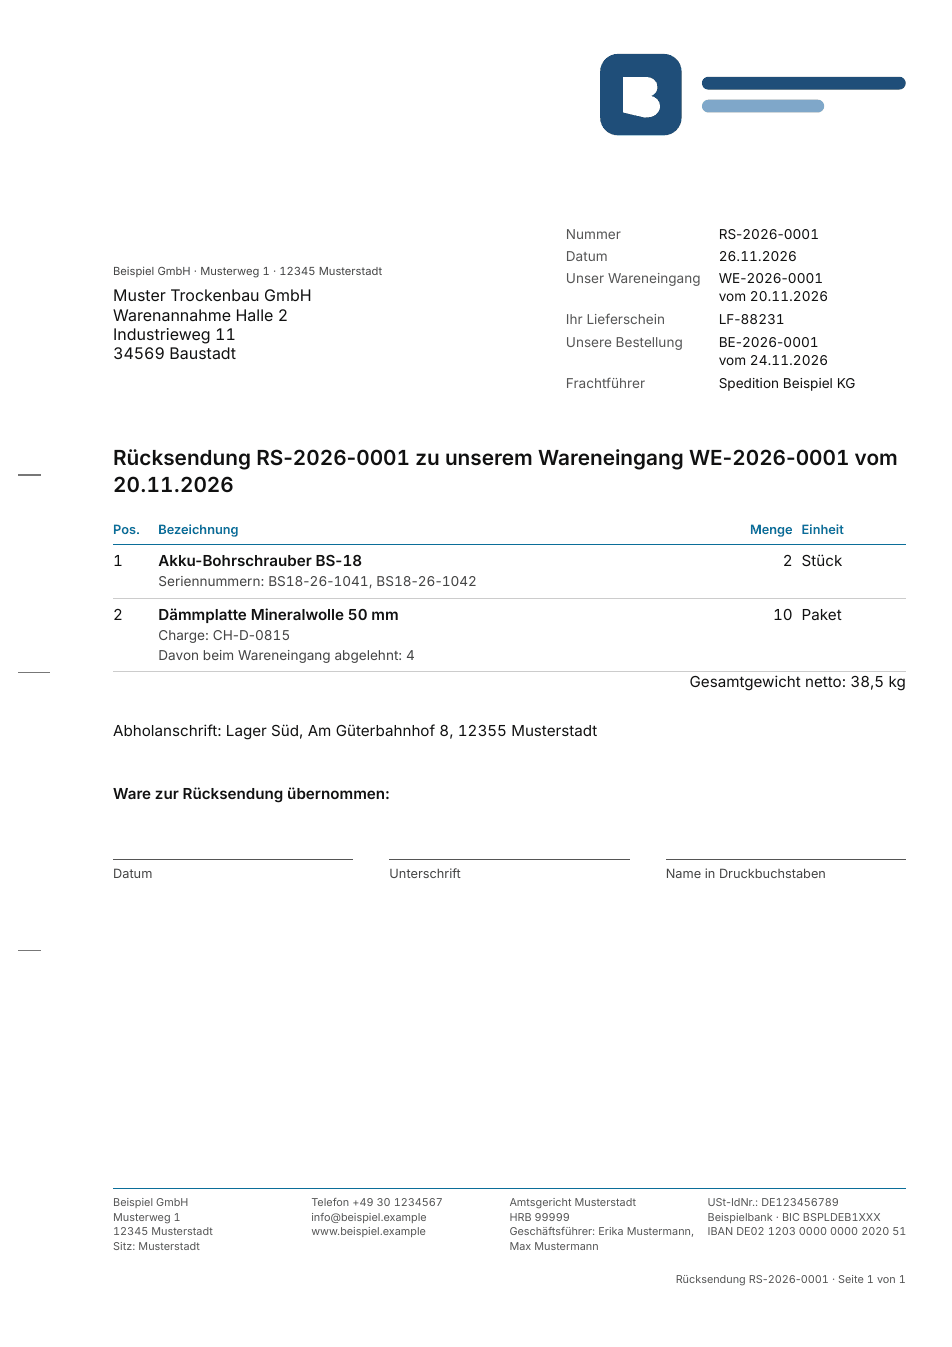 B
Nummer RS-2026-0001
Datum 26.11.2026
Unser Wareneingang WE-2026-0001
vom 20.11.2026
Ihr Lieferschein LF-88231
Unsere Bestellung BE-2026-0001
vom 24.11.2026
Frachtführer Spedition Beispiel KG
Beispiel GmbH · Musterweg 1 · 12345 Musterstadt
Muster Trockenbau GmbH
Warenannahme Halle 2
Industrieweg 11
34569 Baustadt
Rücksendung RS-2026-0001 zu unserem Wareneingang WE-2026-0001 vom
20.11.2026
Pos. Bezeichnung Menge Einheit
1 Akku-Bohrschrauber BS-18 2 Stück
Seriennummern: BS18-26-1041, BS18-26-1042
2 Dämmplatte Mineralwolle 50 mm 10 Paket
Charge: CH-D-0815
Davon beim Wareneingang abgelehnt: 4
Gesamtgewicht netto: 38,5 kg
Abholanschrift: Lager Süd, Am Güterbahnhof 8, 12355 Musterstadt
Ware zur Rücksendung übernommen:
Datum Unterschrift Name in Druckbuchstaben
Beispiel GmbH
Musterweg 1
12345 Musterstadt
Sitz: Musterstadt
Telefon +49 30 1234567
info@beispiel.example
www.beispiel.example
Amtsgericht Musterstadt
HRB 99999
Geschäftsführer: Erika Mustermann,
Max Mustermann
USt-IdNr.: DE123456789
Beispielbank · BIC BSPLDEB1XXX
IBAN DE02 1203 0000 0000 2020 51
Rücksendung RS-2026-0001 · Seite 1 von 1